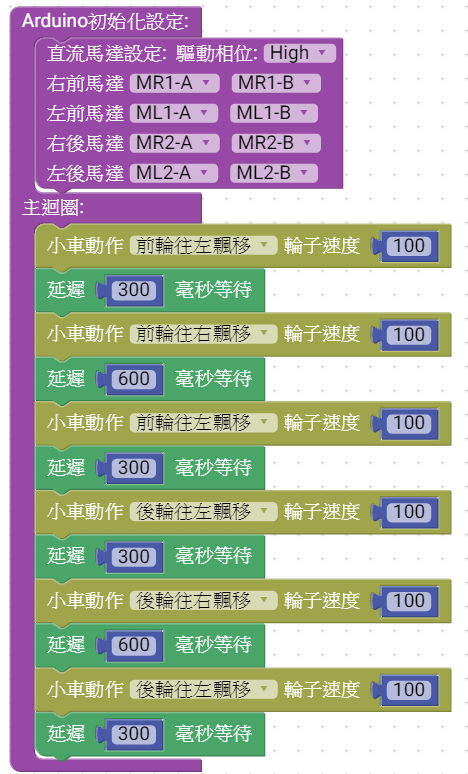 Arduino初始化設定:
直流馬達設定: 驅動相位: High
右前馬達 MR1-A MR1-B
左前馬達 ML1-A ML1-B
右後馬達 MR2-A MR2-B
左後馬達 ML2-A ML2-B
主迴圈:
小車動作 前輪往左飄移 輪子速度 100
延遲 300 毫秒等待
小車動作 前輪往右飄移 輪子速度 100
延遲 600 毫秒等待
小車動作 前輪往左飄移 輪子速度 100
延遲 300 毫秒等待
小車動作 後輪往左飄移 輪子速度 100
延遲 300 毫秒等待
小車動作 後輪往右飄移 輪子速度 100
延遲 600 毫秒等待
小車動作 後輪往左飄移 輪子速度 100
延遲 300 毫秒等待